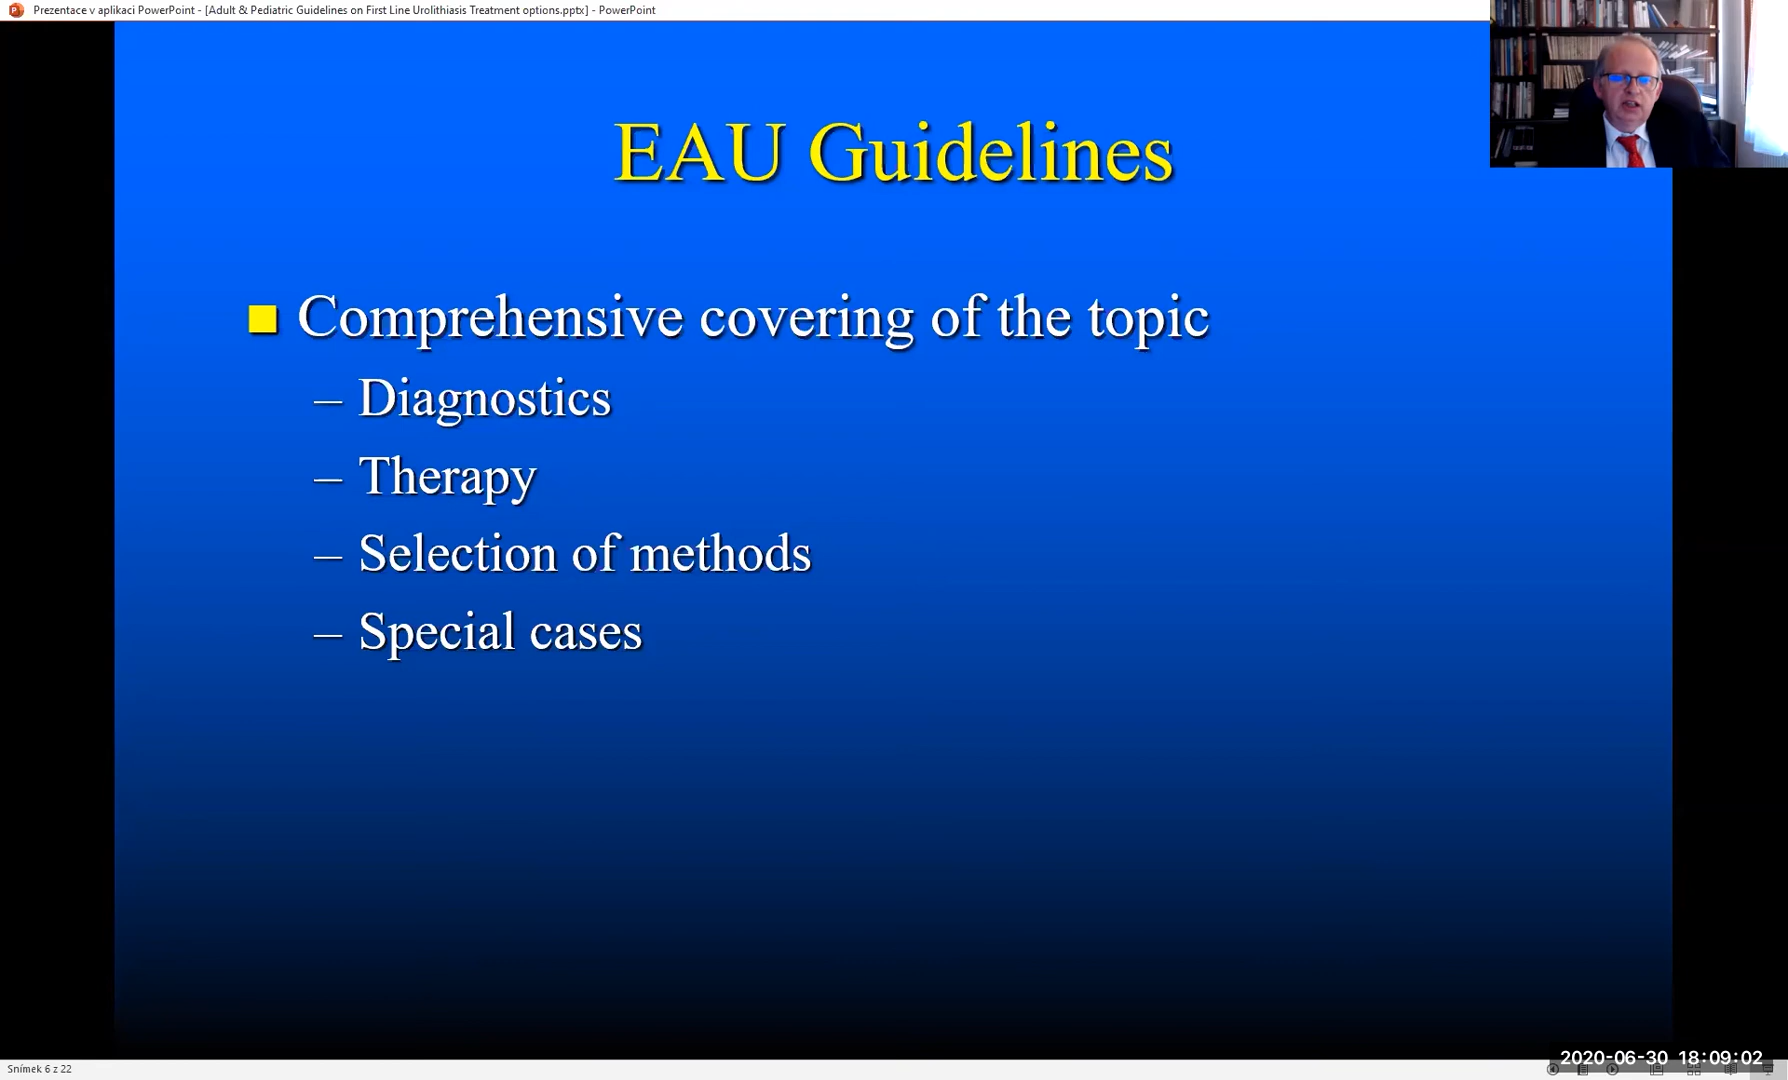 Prezentace v aplikaci PowerPoint - [Adult & Pediatric Guidelines on First Line Urolithiasis Treatment options.pptx] - PowerPoint
EAU Guidelines
Comprehensive covering of the topic
– Diagnostics
– Therapy
– Selection of methods
– Special cases
2020-06-30 18:09:02
Snímek 6 z 22